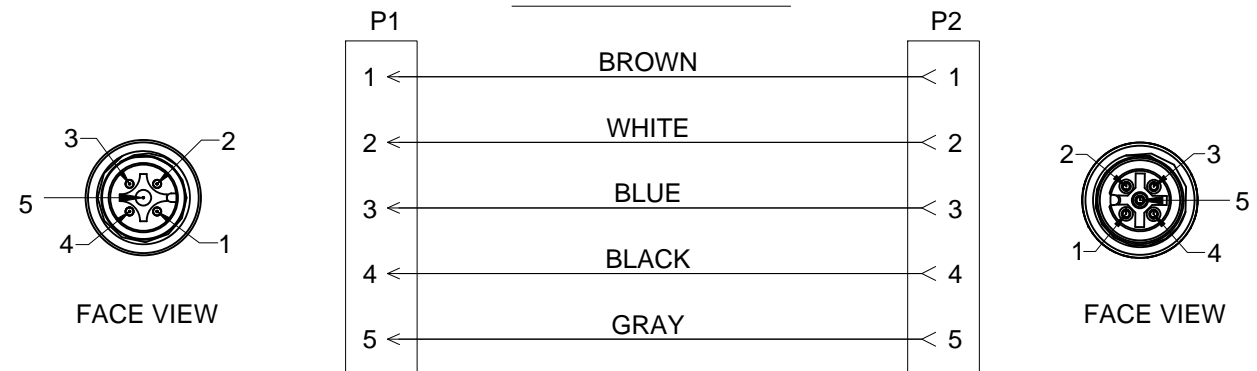 P1 P2
1 BROWN 1
2 WHITE 2
3 BLUE 3
4 BLACK 4
5 GRAY 5
3 2
5
4 1
FACE VIEW
2 3
5
1 4
FACE VIEW